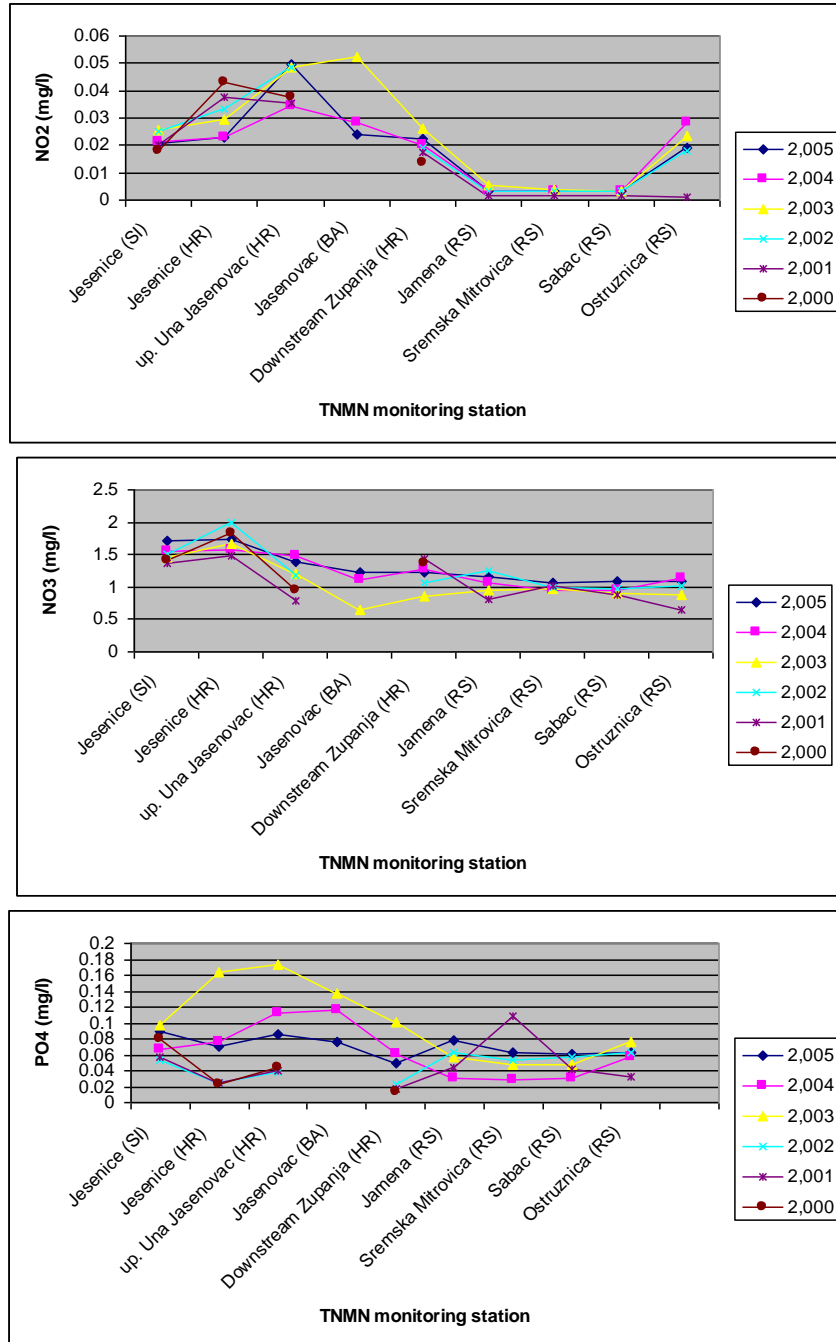 NO2 (mg/l)
0.06
0.05
0.04
0.03
0.02
0.01
0
Jesenice (SI)
Jesenice (HR)
up. Una Jasenovac (HR)
Jasenovac (BA)
Downstream Zupanja (HR)
Jamena (RS)
Sremska Mitrovica (RS)
Sabac (RS)
Ostruznica (RS)
TNMN monitoring station
2,005
2,004
2,003
2,002
2,001
2,000
NO3 (mg/l)
2.5
2
1.5
1
0.5
0
Jesenice (SI)
Jesenice (HR)
up. Una Jasenovac (HR)
Jasenovac (BA)
Downstream Zupanja (HR)
Jamena (RS)
Sremska Mitrovica (RS)
Sabac (RS)
Ostruznica (RS)
TNMN monitoring station
2,005
2,004
2,003
2,002
2,001
2,000
PO4 (mg/l)
0.2
0.18
0.16
0.14
0.12
0.1
0.08
0.06
0.04
0.02
0
Jesenice (SI)
Jesenice (HR)
up. Una Jasenovac (HR)
Jasenovac (BA)
Downstream Zupanja (HR)
Jamena (RS)
Sremska Mitrovica (RS)
Sabac (RS)
Ostruznica (RS)
TNMN monitoring station
2,005
2,004
2,003
2,002
2,001
2,000